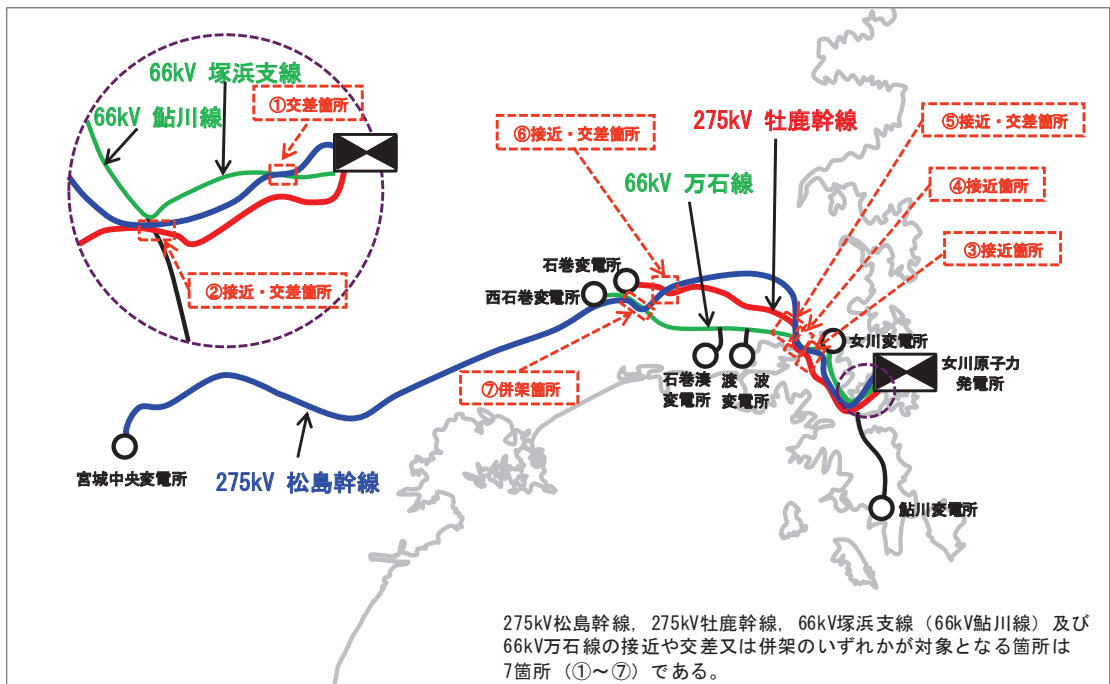 66kV 塚浜支線
①交差箇所
66kV 鮎川線
②接近・交差箇所
⑥接近・交差箇所
275kV 牡鹿幹線
⑤接近・交差箇所
66kV 万石線
④接近箇所
③接近箇所
石巻変電所
西石巻変電所
女川変電所
女川原子力
発電所
⑦併架箇所
石巻湊
変電所
渡 波
変電所
宮城中央変電所
275kV 松島幹線
鮎川変電所
275kV松島幹線，275kV牡鹿幹線，66kV塚浜支線（66kV鮎川線）及び
66kV万石線の接近や交差又は併架のいずれかが対象となる箇所は
7箇所（①～⑦）である。